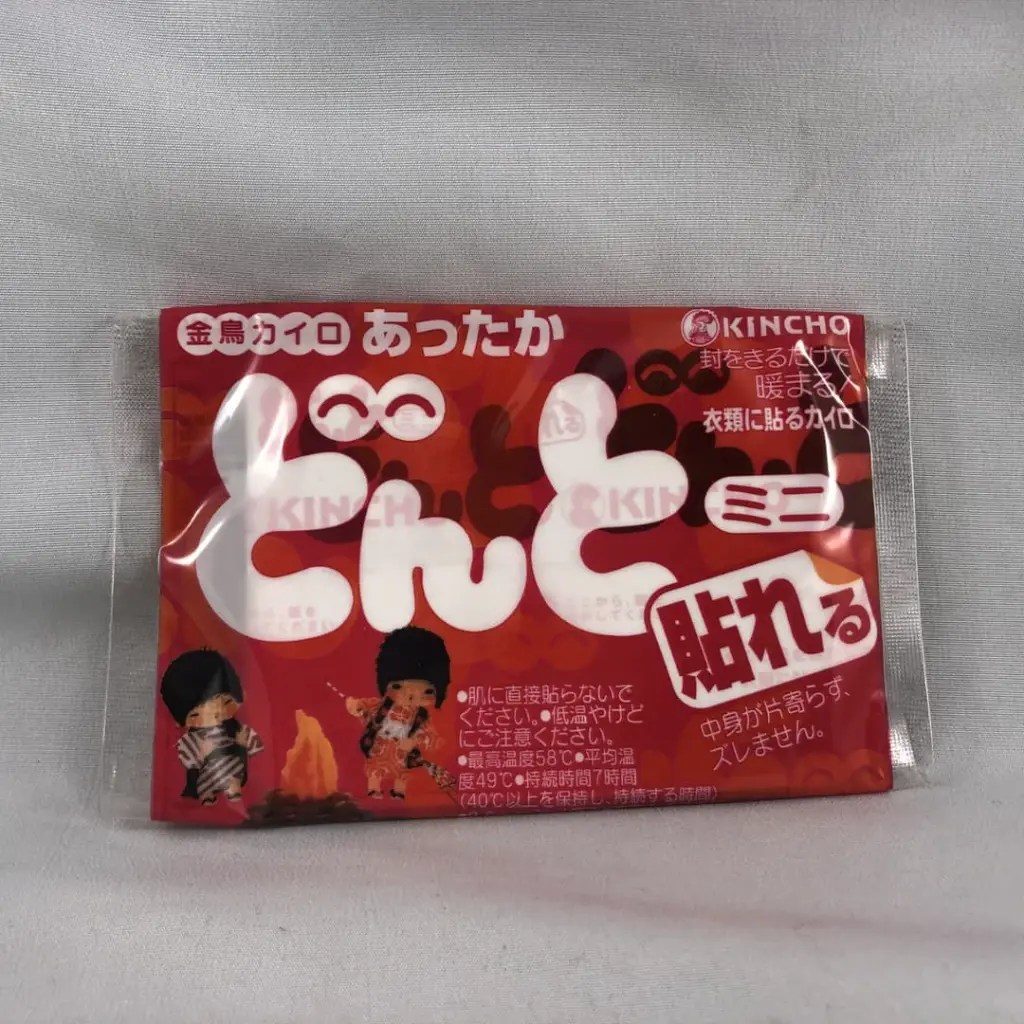 金鳥カイロ あったか
KINCHO
封をきるだけで
暖まる
衣類に貼るカイロ
どんと
ミニ
貼れる
中身が片寄らず、
ズレません。
●肌に直接貼らないで
ください。●低温やけど
にご注意ください。
●最高温度58℃●平均温
度49℃●持続時間7時間
(40℃以上を保持し、持続する時間)